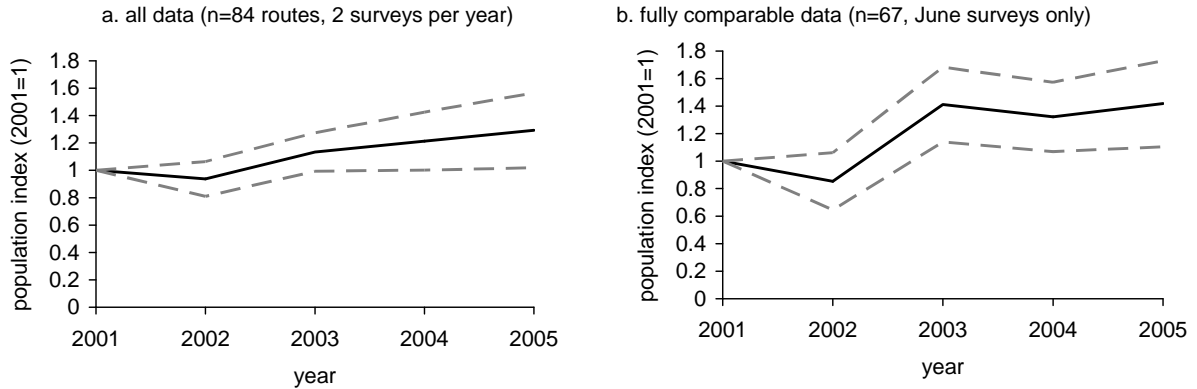 a. all data (n=84 routes, 2 surveys per year)
population index (2001=1)
1.8
1.6
1.4
1.2
1
0.8
0.6
0.4
0.2
0
2001 2002 2003 2004 2005
year
b. fully comparable data (n=67, June surveys only)
population index (2001=1)
1.8
1.6
1.4
1.2
1
0.8
0.6
0.4
0.2
0
2001 2002 2003 2004 2005
year